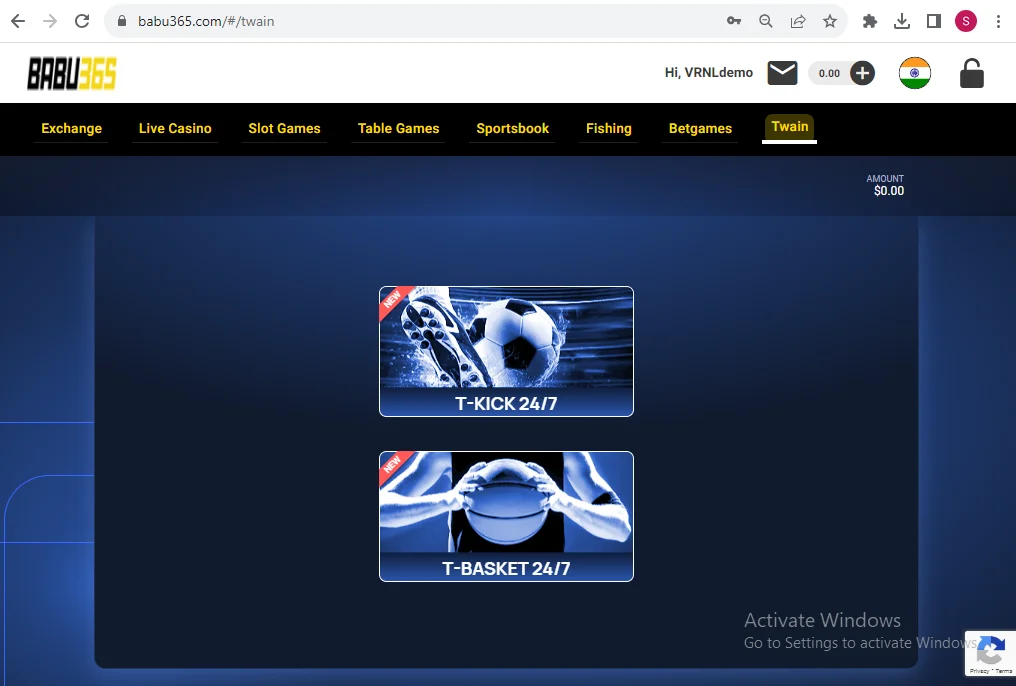 babu365.com/#/twain
S
BABU365
Hi, VRNLdemo
0.00
Exchange
Live Casino
Slot Games
Table Games
Sportsbook
Fishing
Betgames
Twain
AMOUNT
$0.00
NEW
T-KICK 24/7
NEW
T-BASKET 24/7
Activate Windows
Go to Settings to activate Windows.
Privacy - Terms